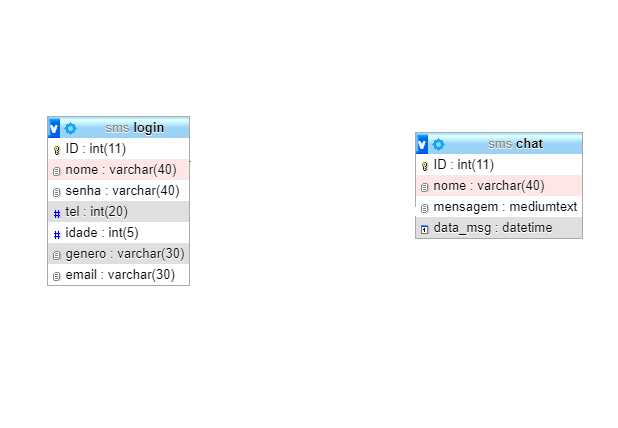 v sms login
ID : int(11)
nome : varchar(40)
senha : varchar(40)
# tel : int(20)
# idade : int(5)
genero : varchar(30)
email : varchar(30)
v sms chat
ID : int(11)
nome : varchar(40)
mensagem : mediumtext
data_msg : datetime